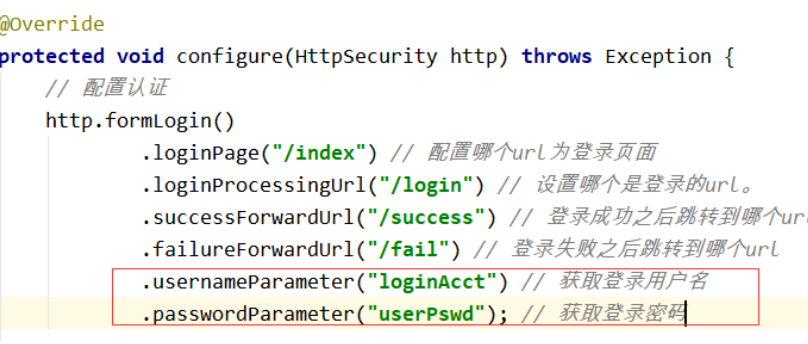 @Override
protected void configure(HttpSecurity http) throws Exception {
// 配置认证
http.formLogin()
.loginPage("/index") // 配置哪个url为登录页面
.loginProcessingUrl("/login") // 设置哪个是登录的url。
.successForwardUrl("/success") // 登录成功之后跳转到哪个url
.failureForwardUrl("/fail") // 登录失败之后跳转到哪个url
.usernameParameter("loginAcct") // 获取登录用户名
.passwordParameter("userPswd"); // 获取登录密码